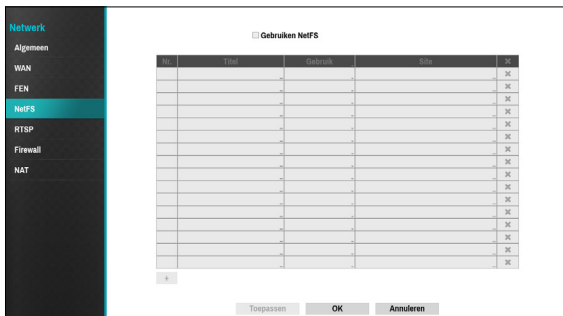 Netwerk
Algemeen
WAN
FEN
NetFS
RTSP
Firewall
NAT
Gebruiken NetFS
Nr. Titel Gebruik Site
+
Toepassen OK Annuleren